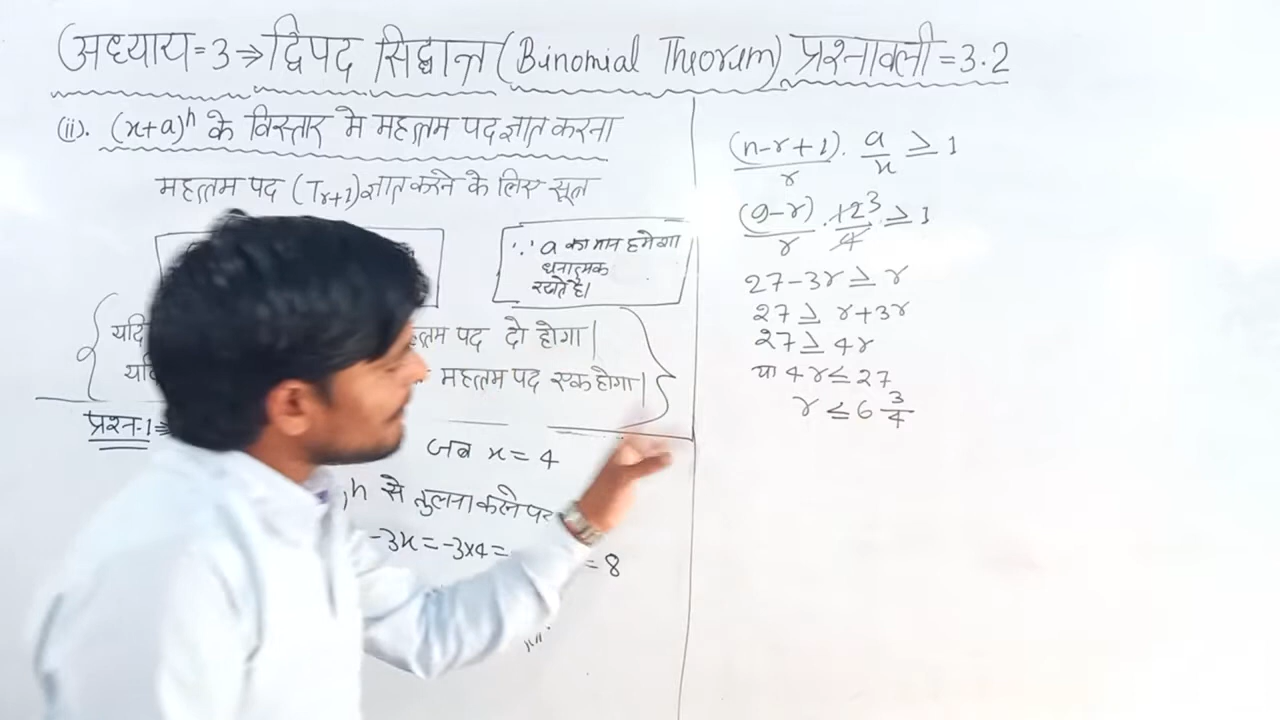 अध्याय=3⇒द्विपद सिद्धान्त (Binomial Theorem) प्रश्नावली=3.2
(ii). (x+a)ⁿ के विस्तार मे महत्तम पद ज्ञात करना
महत्तम पद (Tr+1) ज्ञात करने के लिए सूत्र
∵ a का मान हमेशा
धनात्मक
रखते है।
यदि
महत्तम पद दो होगा।
महत्तम पद एक होगा।
प्रश्न:1⇒
जब x = 4
n से तुलना करने पर
-3x = -3×4 =
= 8
(n-r+1)/r · a/x ≥ 1
(9-r)/r · +12 3/4 ≥ 1
27-3r ≥ r
27 ≥ r+3r
27 ≥ 4r
या 4r ≤ 27
r ≤ 6 3/4